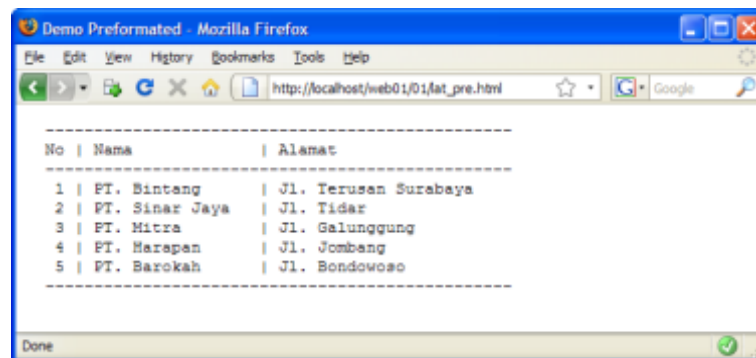 Demo Preformated - Mozilla Firefox
File Edit View History Bookmarks Tools Help
http://localhost/web01/01/lat_pre.html G Google
------------------------------------------------
No | Nama | Alamat
------------------------------------------------
1 | PT. Bintang | Jl. Terusan Surabaya
2 | PT. Sinar Jaya | Jl. Tidar
3 | PT. Mitra | Jl. Galunggung
4 | PT. Harapan | Jl. Jombang
5 | PT. Barokah | Jl. Bondowoso
------------------------------------------------
Done